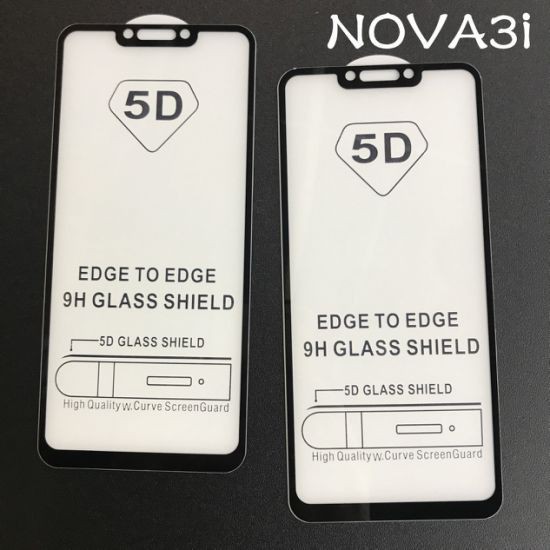 NOVA3i
5D
EDGE TO EDGE
9H GLASS SHIELD
5D GLASS SHIELD
High Quality w. Curve ScreenGuard
5D
EDGE TO EDGE
9H GLASS SHIELD
5D GLASS SHIELD
High Quality w. Curve ScreenGuard